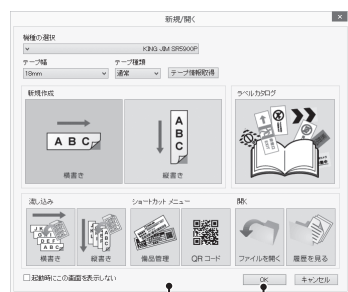 新規/開く
機種の選択
KING JIM SR5900P
テープ幅
テープ種類
18mm
通常
テープ情報取得
新規作成
ABC
横書き
ABC
縦書き
ラベルカタログ
流し込み
横書き
縦書き
ショートカット メニュー
備品管理
QRコード
開く
ファイルを開く
履歴を見る
起動時にこの画面を表示しない
OK
キャンセル